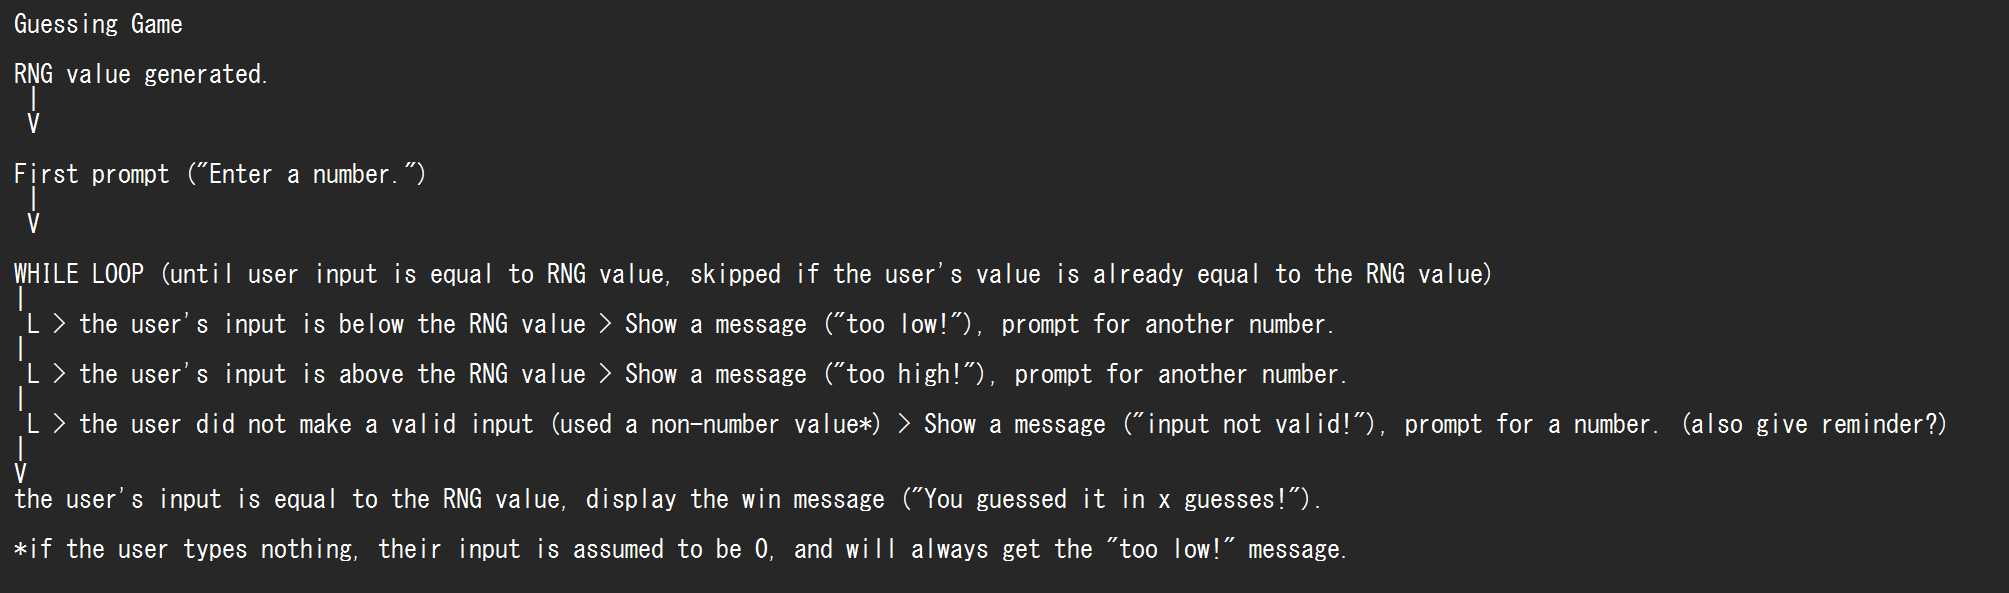 Guessing Game
RNG value generated.
|
V
First prompt ("Enter a number.")
|
V
WHILE LOOP (until user input is equal to RNG value, skipped if the user's value is already equal to the RNG value)
|
L > the user's input is below the RNG value > Show a message ("too low!"), prompt for another number.
|
L > the user's input is above the RNG value > Show a message ("too high!"), prompt for another number.
|
L > the user did not make a valid input (used a non-number value*) > Show a message ("input not valid!"), prompt for a number. (also give reminder?)
|
V
the user's input is equal to the RNG value, display the win message ("You guessed it in x guesses!").
*if the user types nothing, their input is assumed to be 0, and will always get the "too low!" message.